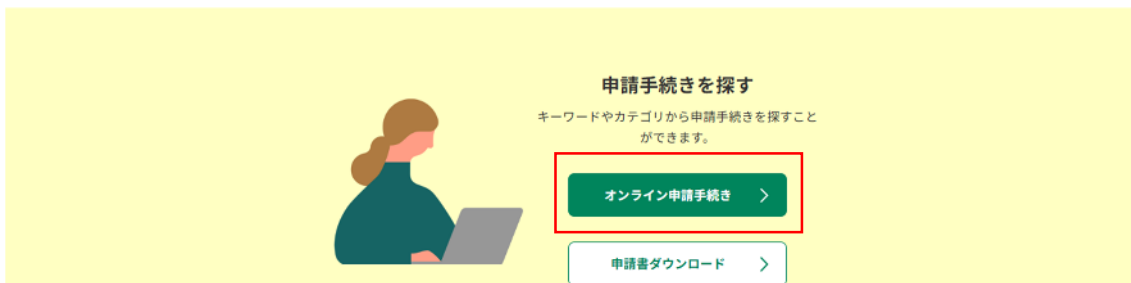 申請手続きを探す
キーワードやカテゴリから申請手続きを探すこと
ができます。
オンライン申請手続き
申請書ダウンロード